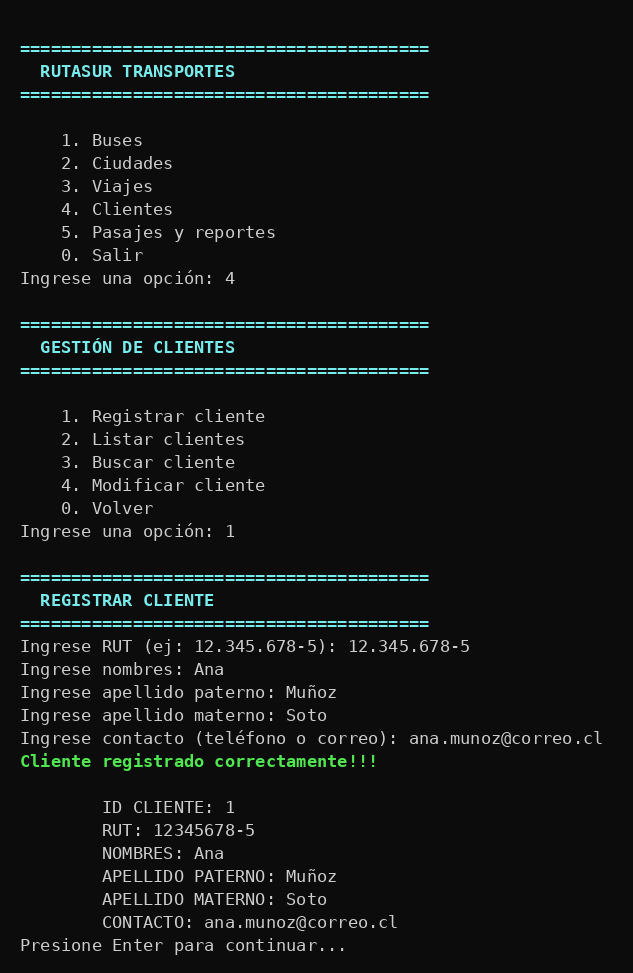 ========================================
  RUTASUR TRANSPORTES
========================================

    1. Buses
    2. Ciudades
    3. Viajes
    4. Clientes
    5. Pasajes y reportes
    0. Salir
Ingrese una opción: 4

========================================
  GESTIÓN DE CLIENTES
========================================

    1. Registrar cliente
    2. Listar clientes
    3. Buscar cliente
    4. Modificar cliente
    0. Volver
Ingrese una opción: 1

========================================
  REGISTRAR CLIENTE
========================================
Ingrese RUT (ej: 12.345.678-5): 12.345.678-5
Ingrese nombres: Ana
Ingrese apellido paterno: Muñoz
Ingrese apellido materno: Soto
Ingrese contacto (teléfono o correo): ana.munoz@correo.cl
Cliente registrado correctamente!!!

        ID CLIENTE: 1
        RUT: 12345678-5
        NOMBRES: Ana
        APELLIDO PATERNO: Muñoz
        APELLIDO MATERNO: Soto
        CONTACTO: ana.munoz@correo.cl
Presione Enter para continuar...